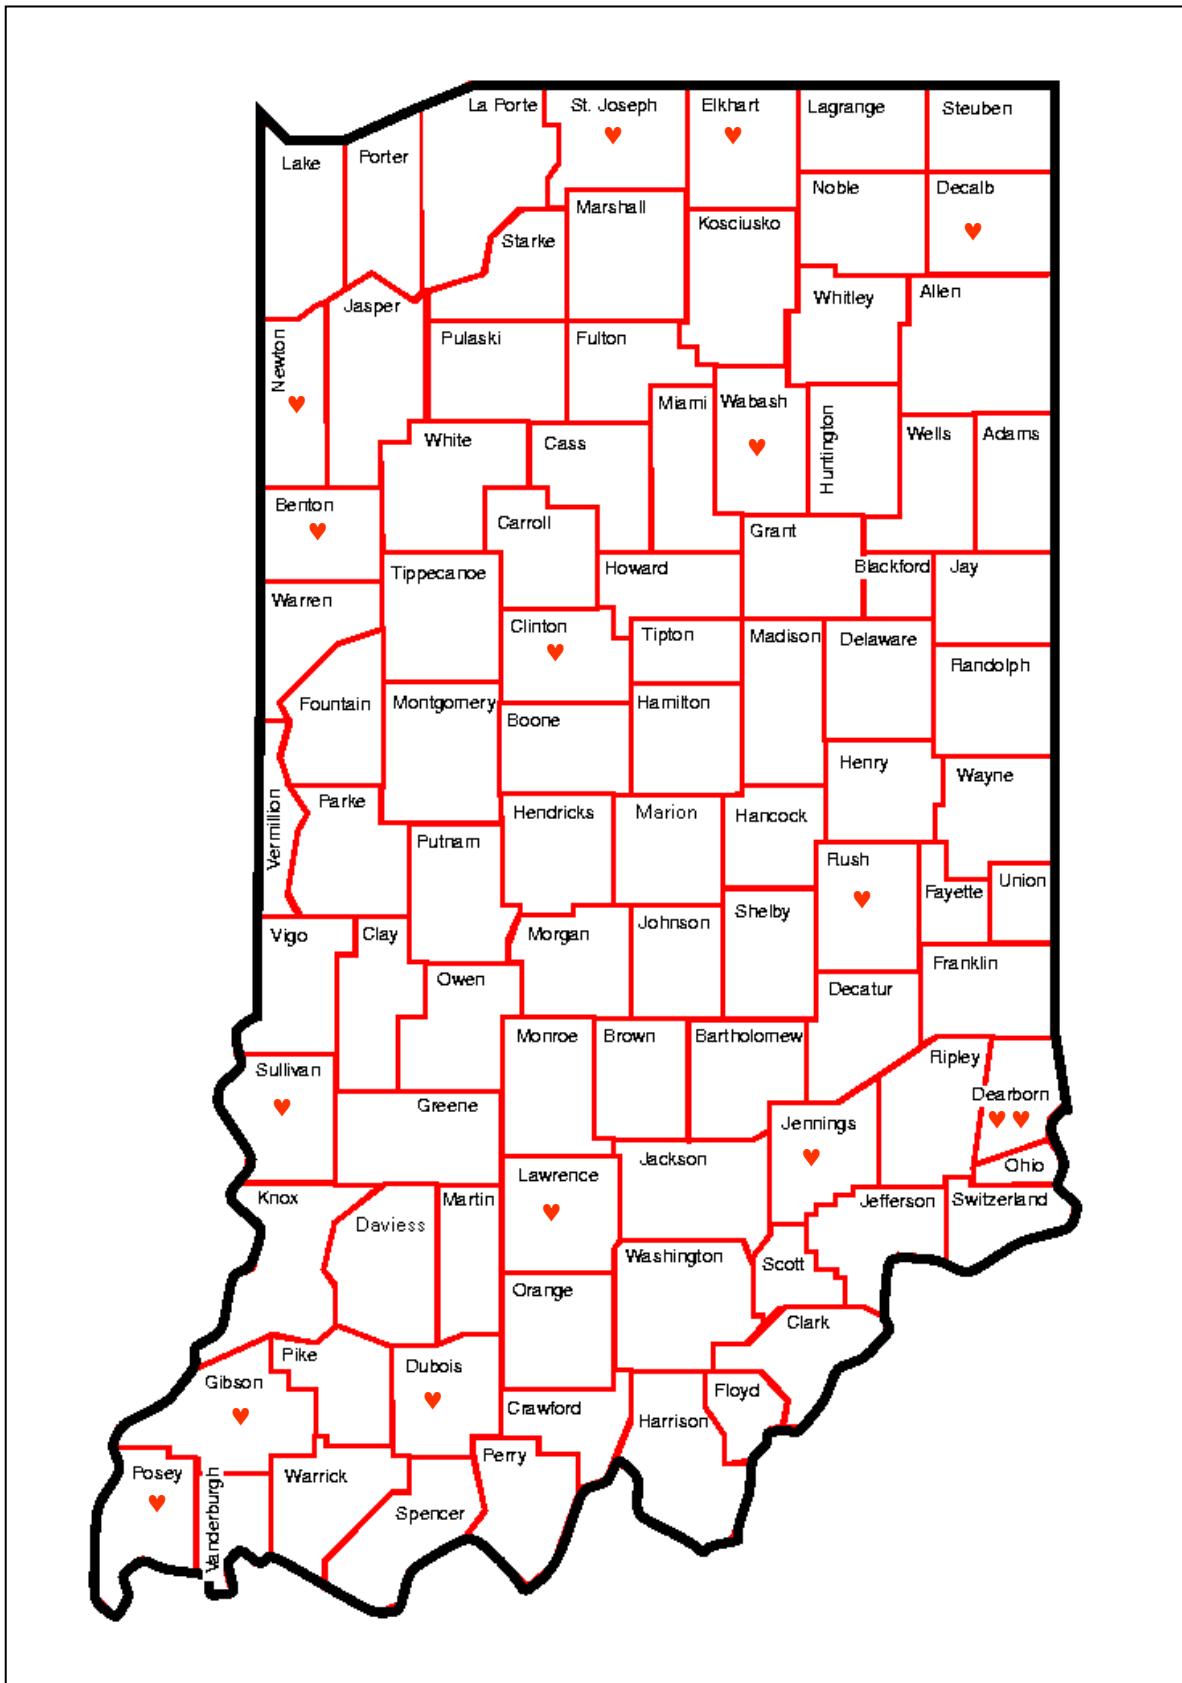 La Porte
St. Joseph
Elkhart
Lagrange
Steuben
Lake
Porter
Noble
Decalb
Marshall
Kosciusko
Starke
Jasper
Whitley
Allen
Newton
Pulaski
Fulton
Miami
Wabash
Huntington
Wells
Adams
White
Cass
Benton
Carroll
Grant
Tippecanoe
Howard
Blackford
Jay
Warren
Clinton
Tipton
Madison
Delaware
Randolph
Fountain
Montgomery
Boone
Hamilton
Henry
Wayne
Vermillion
Parke
Hendricks
Marion
Hancock
Putnam
Rush
Fayette
Union
Vigo
Clay
Morgan
Johnson
Shelby
Franklin
Owen
Decatur
Monroe
Brown
Bartholomew
Ripley
Sullivan
Greene
Dearborn
Jennings
Jackson
Ohio
Lawrence
Knox
Martin
Jefferson
Switzerland
Daviess
Washington
Scott
Orange
Clark
Pike
Dubois
Gibson
Floyd
Crawford
Harrison
Perry
Posey
Vanderburgh
Warrick
Spencer